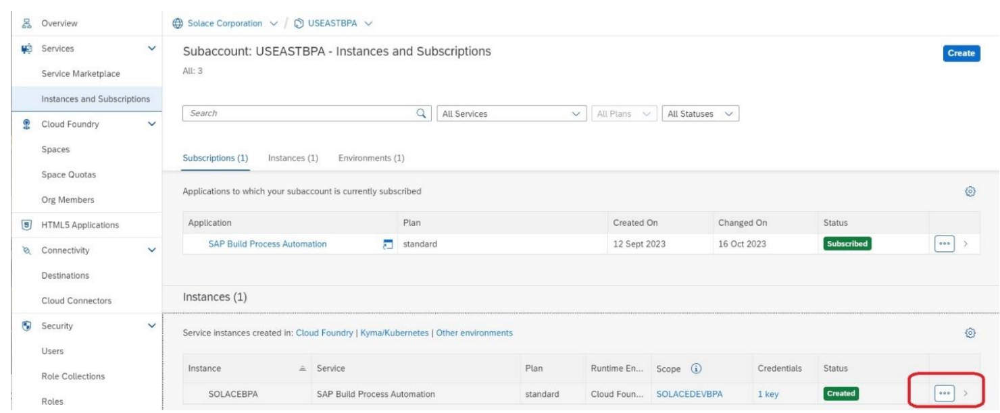 Overview
Services
Service Marketplace
Instances and Subscriptions
Cloud Foundry
Spaces
Space Quotas
Org Members
HTML5 Applications
Connectivity
Destinations
Cloud Connectors
Security
Users
Role Collections
Roles
Solace Corporation / USEASTBPA
Subaccount: USEASTBPA - Instances and Subscriptions
Create
All: 3
Search All Services All Plans All Statuses
Subscriptions (1) Instances (1) Environments (1)
Applications to which your subaccount is currently subscribed
Application Plan Created On Changed On Status
SAP Build Process Automation standard 12 Sept 2023 16 Oct 2023 Subscribed
Instances (1)
Service instances created in: Cloud Foundry | Kyma/Kubernetes | Other environments
Instance Service Plan Runtime En... Scope Credentials Status
SOLACEBPA SAP Build Process Automation standard Cloud Foun... SOLACEDEVBPA 1 key Created